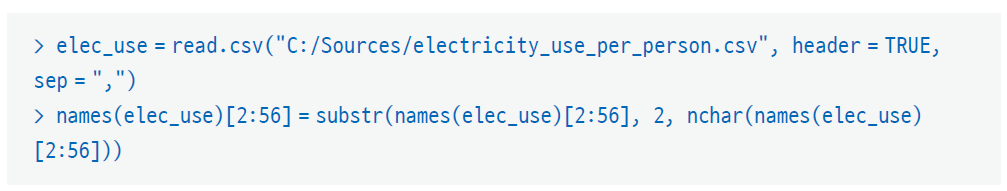 > elec_use = read.csv("C:/Sources/electricity_use_per_person.csv", header = TRUE,
sep = ",")
> names(elec_use)[2:56] = substr(names(elec_use)[2:56], 2, nchar(names(elec_use)
[2:56]))